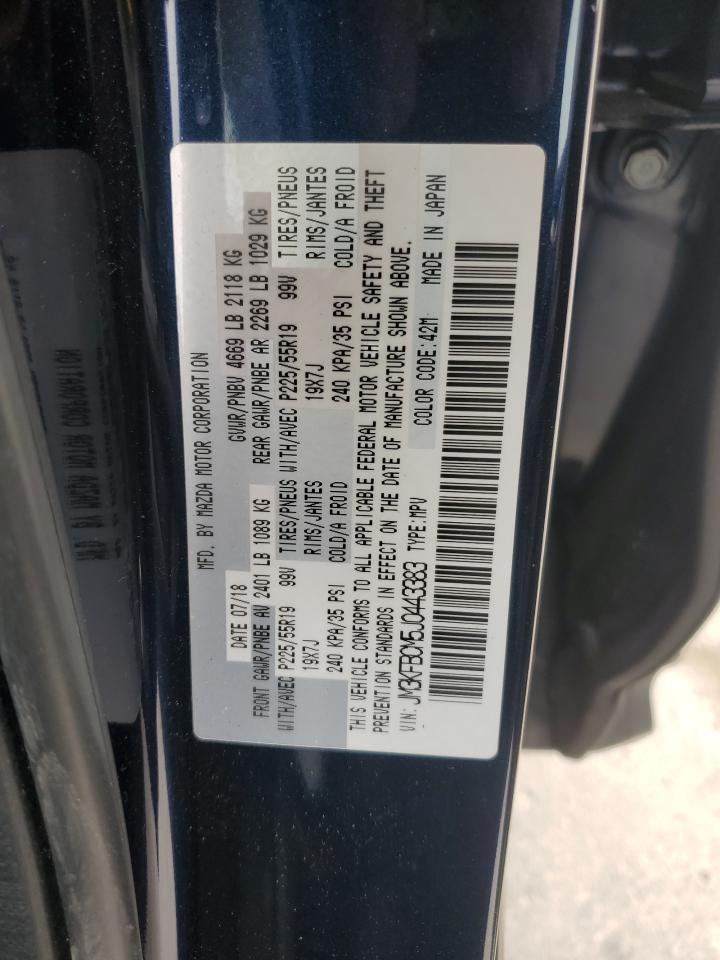 MFD. BY MAZDA MOTOR CORPORATION
DATE 07/18 GVWR/PNBV 4669 LB 2118 KG
FRONT GAWR/PNBE AV 2401 LB 1089 KG REAR GAWR/PNBE AR 2269 LB 1029 KG
WITH/AVEC P225/55R19 99V TIRES/PNEUS WITH/AVEC P225/55R19 99V TIRES/PNEUS
19X7J RIMS/JANTES 19X7J RIMS/JANTES
240 KPA/35 PSI COLD/A FROID 240 KPA/35 PSI COLD/A FROID
THIS VEHICLE CONFORMS TO ALL APPLICABLE FEDERAL MOTOR VEHICLE SAFETY AND THEFT
PREVENTION STANDARDS IN EFFECT ON THE DATE OF MANUFACTURE SHOWN ABOVE.
VIN: JM3KFBCM5J0443383 TYPE:MPV COLOR CODE:42M MADE IN JAPAN